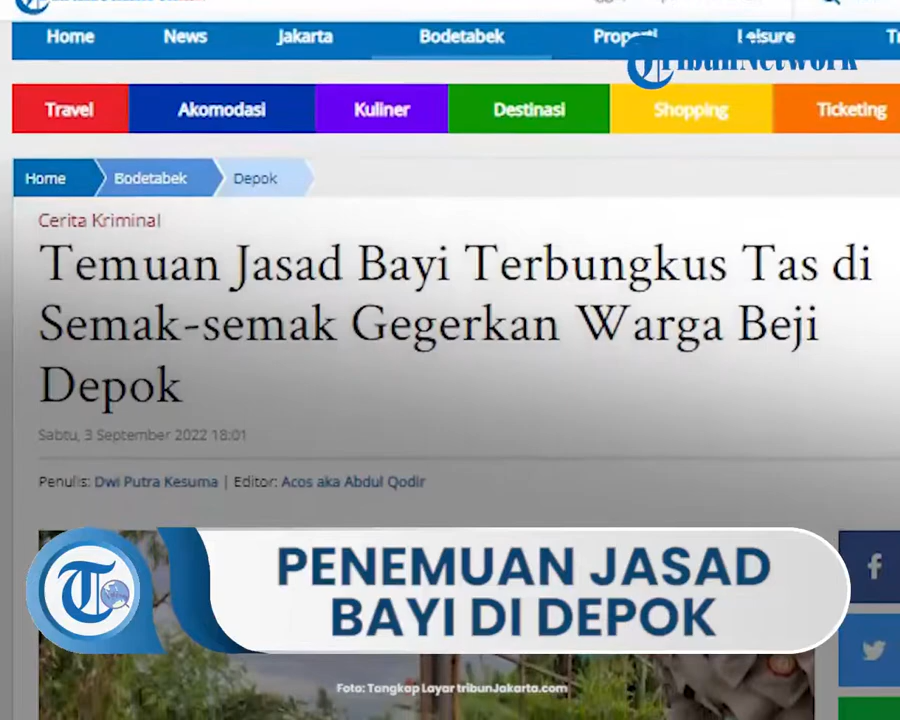 Home News Jakarta Bodetabek Properti Leisure
TribunNetwork
Travel Akomodasi Kuliner Destinasi Shopping Ticketing
Home Bodetabek Depok
Cerita Kriminal
Temuan Jasad Bayi Terbungkus Tas di
Semak-semak Gegerkan Warga Beji
Depok
Sabtu, 3 September 2022 18:01
Penulis: Dwi Putra Kesuma | Editor: Acos aka Abdul Qodir
PENEMUAN JASAD
BAYI DI DEPOK
Foto: Tangkap Layar tribunJakarta.com